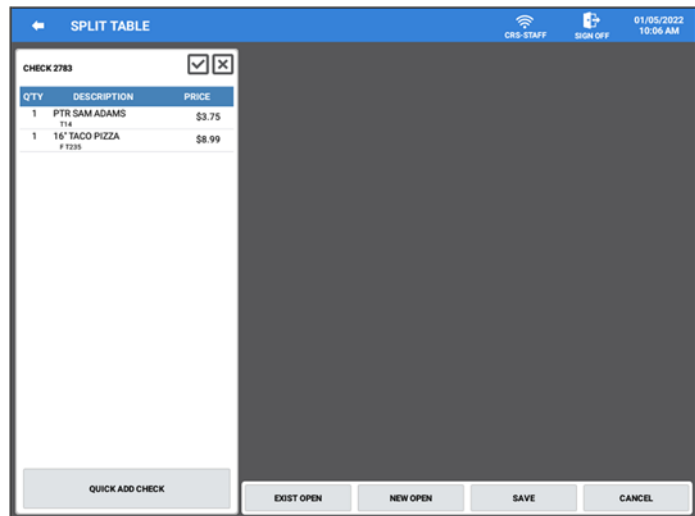 SPLIT TABLE
CRS-STAFF
SIGN OFF
01/05/2022
10:06 AM
CHECK 2783
Q'TY DESCRIPTION PRICE
1 PTR SAM ADAMS $3.75
T14
1 16" TACO PIZZA $8.99
F T235
QUICK ADD CHECK
EXIST OPEN NEW OPEN SAVE CANCEL